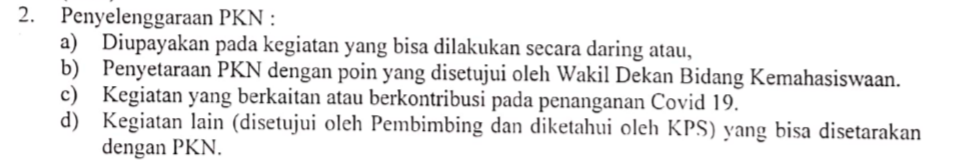 2. Penyelenggaraan PKN :
a) Diupayakan pada kegiatan yang bisa dilakukan secara daring atau,
b) Penyetaraan PKN dengan poin yang disetujui oleh Wakil Dekan Bidang Kemahasiswaan.
c) Kegiatan yang berkaitan atau berkontribusi pada penanganan Covid 19.
d) Kegiatan lain (disetujui oleh Pembimbing dan diketahui oleh KPS) yang bisa disetarakan
dengan PKN.